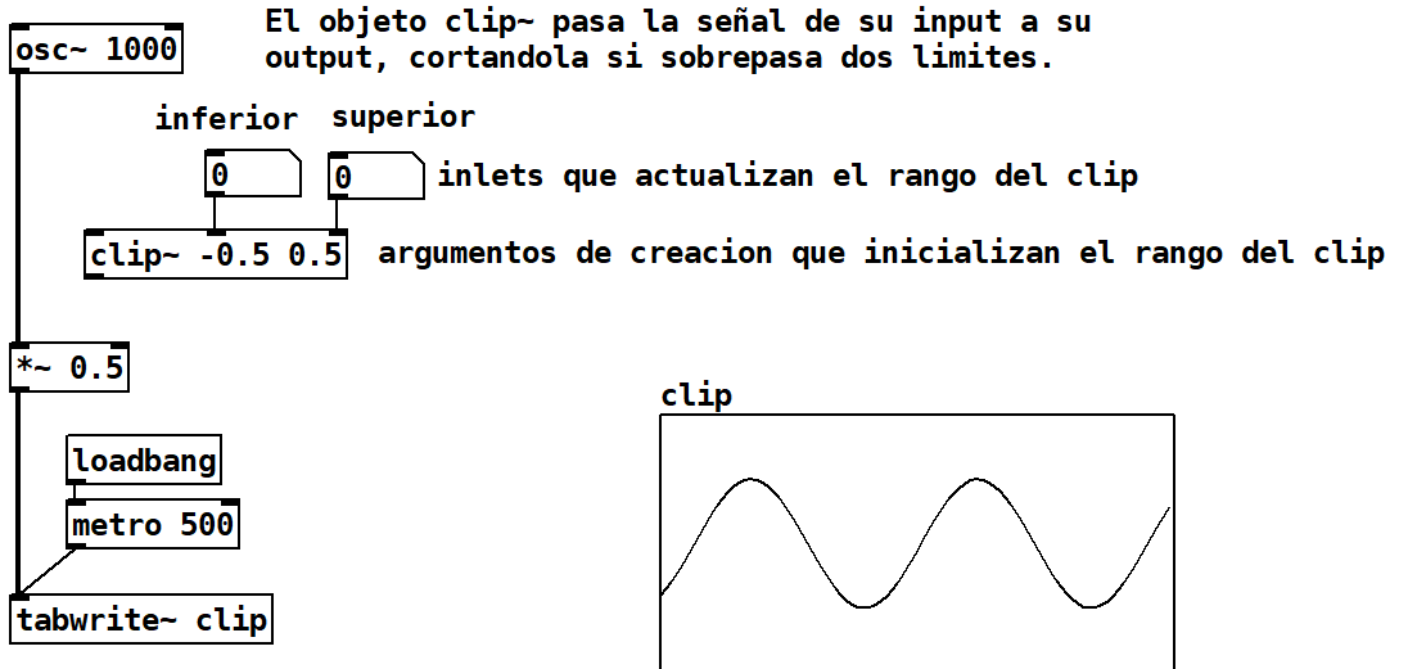 osc~ 1000
El objeto clip~ pasa la señal de su input a su
output, cortandola si sobrepasa dos limites.
inferior superior
0 0 inlets que actualizan el rango del clip
clip~ -0.5 0.5 argumentos de creacion que inicializan el rango del clip
*~ 0.5
clip
loadbang
metro 500
tabwrite~ clip